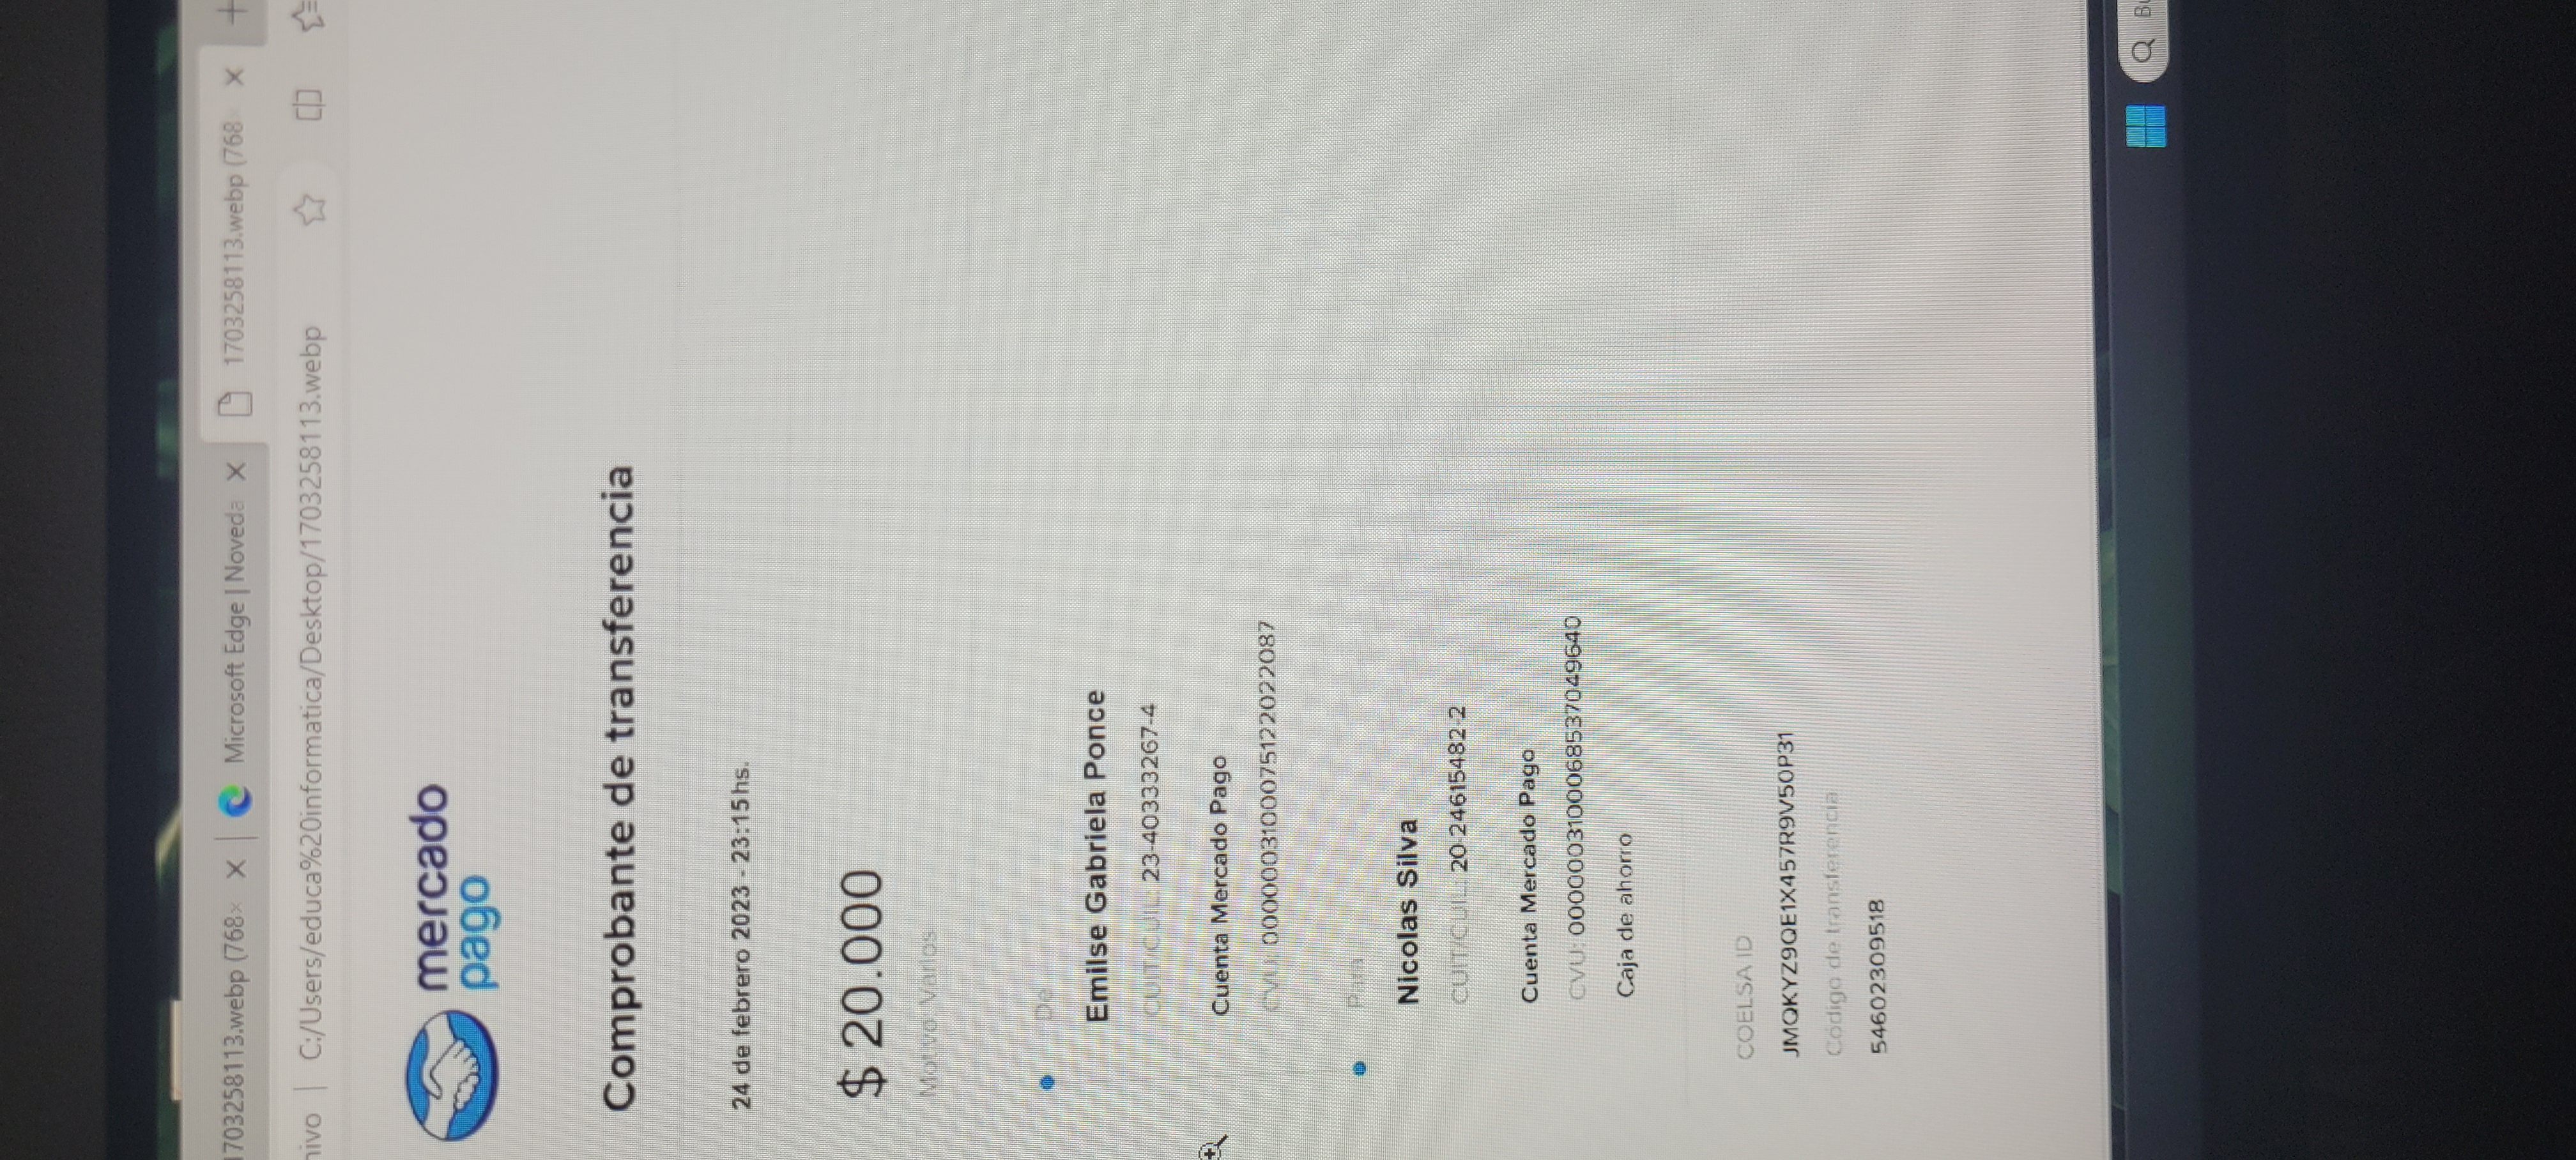 1703258113.webp (768×
Microsoft Edge | Noveda
1703258113.webp (768
hivo
C:/Users/educa%20informatica/Desktop/1703258113.webp
mercado
pago
Comprobante de transferencia
24 de febrero 2023 - 23:15 hs.
$ 20.000
Motivo: Varios
De
Emilse Gabriela Ponce
CUIT/CUIL: 23-40333267-4
Cuenta Mercado Pago
CVU: 0000003100075122022087
Para
Nicolas Silva
CUIT/CUIL: 20-24615482-2
Cuenta Mercado Pago
CVU: 0000003100068537049640
Caja de ahorro
COELSA ID
JMQKYZ9QE1X457R9V50P31
Código de transferencia
54602309518
Bu